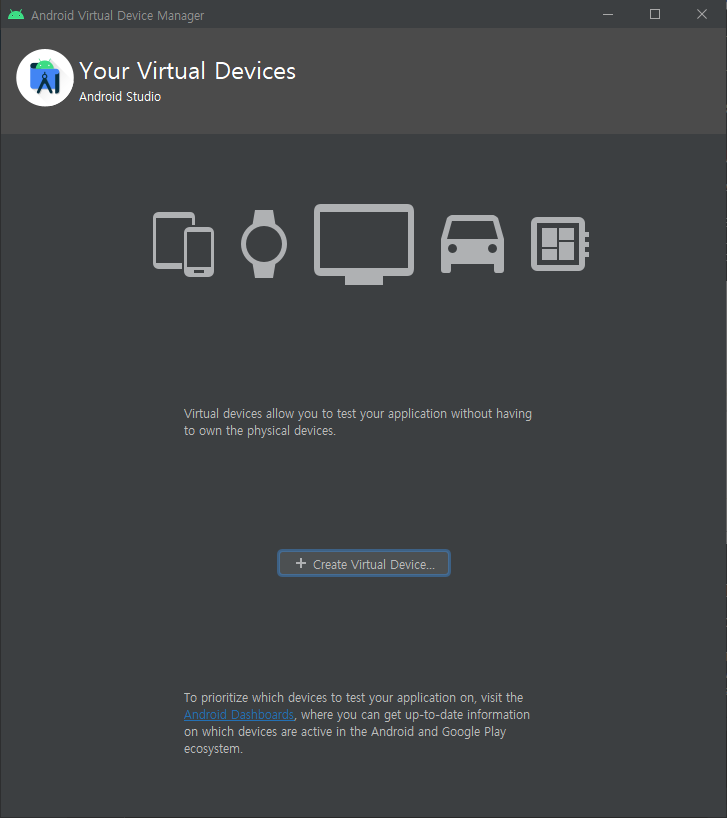 Android Virtual Device Manager
Your Virtual Devices
Android Studio
Virtual devices allow you to test your application without having
to own the physical devices.
+ Create Virtual Device...
To prioritize which devices to test your application on, visit the
Android Dashboards, where you can get up-to-date information
on which devices are active in the Android and Google Play
ecosystem.